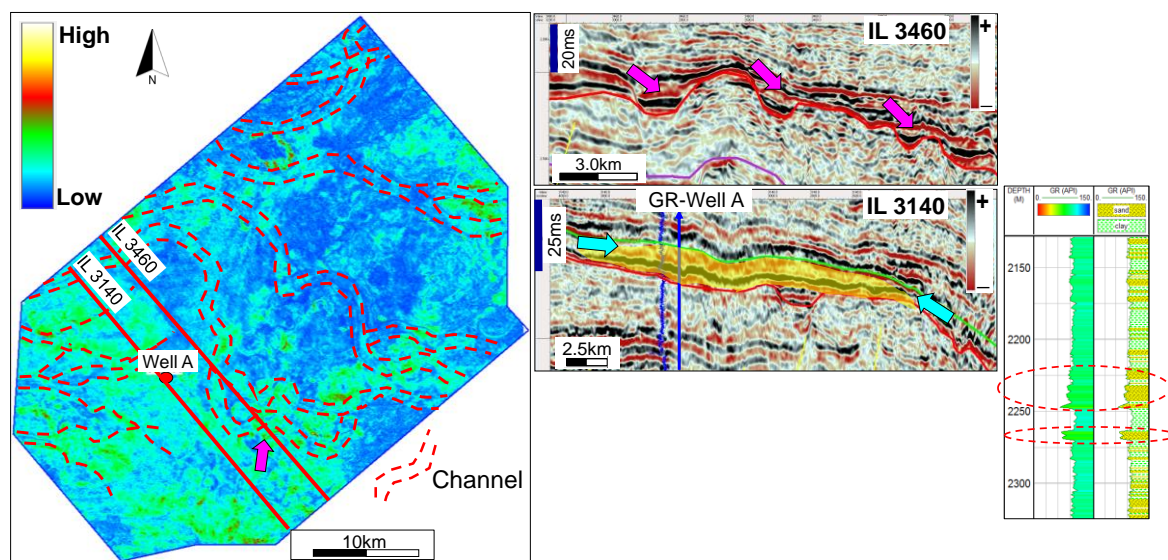 High
Low
N
IL 3460
IL 3140
Well A
Channel
10km
IL 3460
20ms
+
3.0km
GR-Well A
IL 3140
25ms
+
2.5km
DEPTH
(M)
GR (API)
0 150
GR (API)
0 150
sand
clay
2150
2200
2250
2300